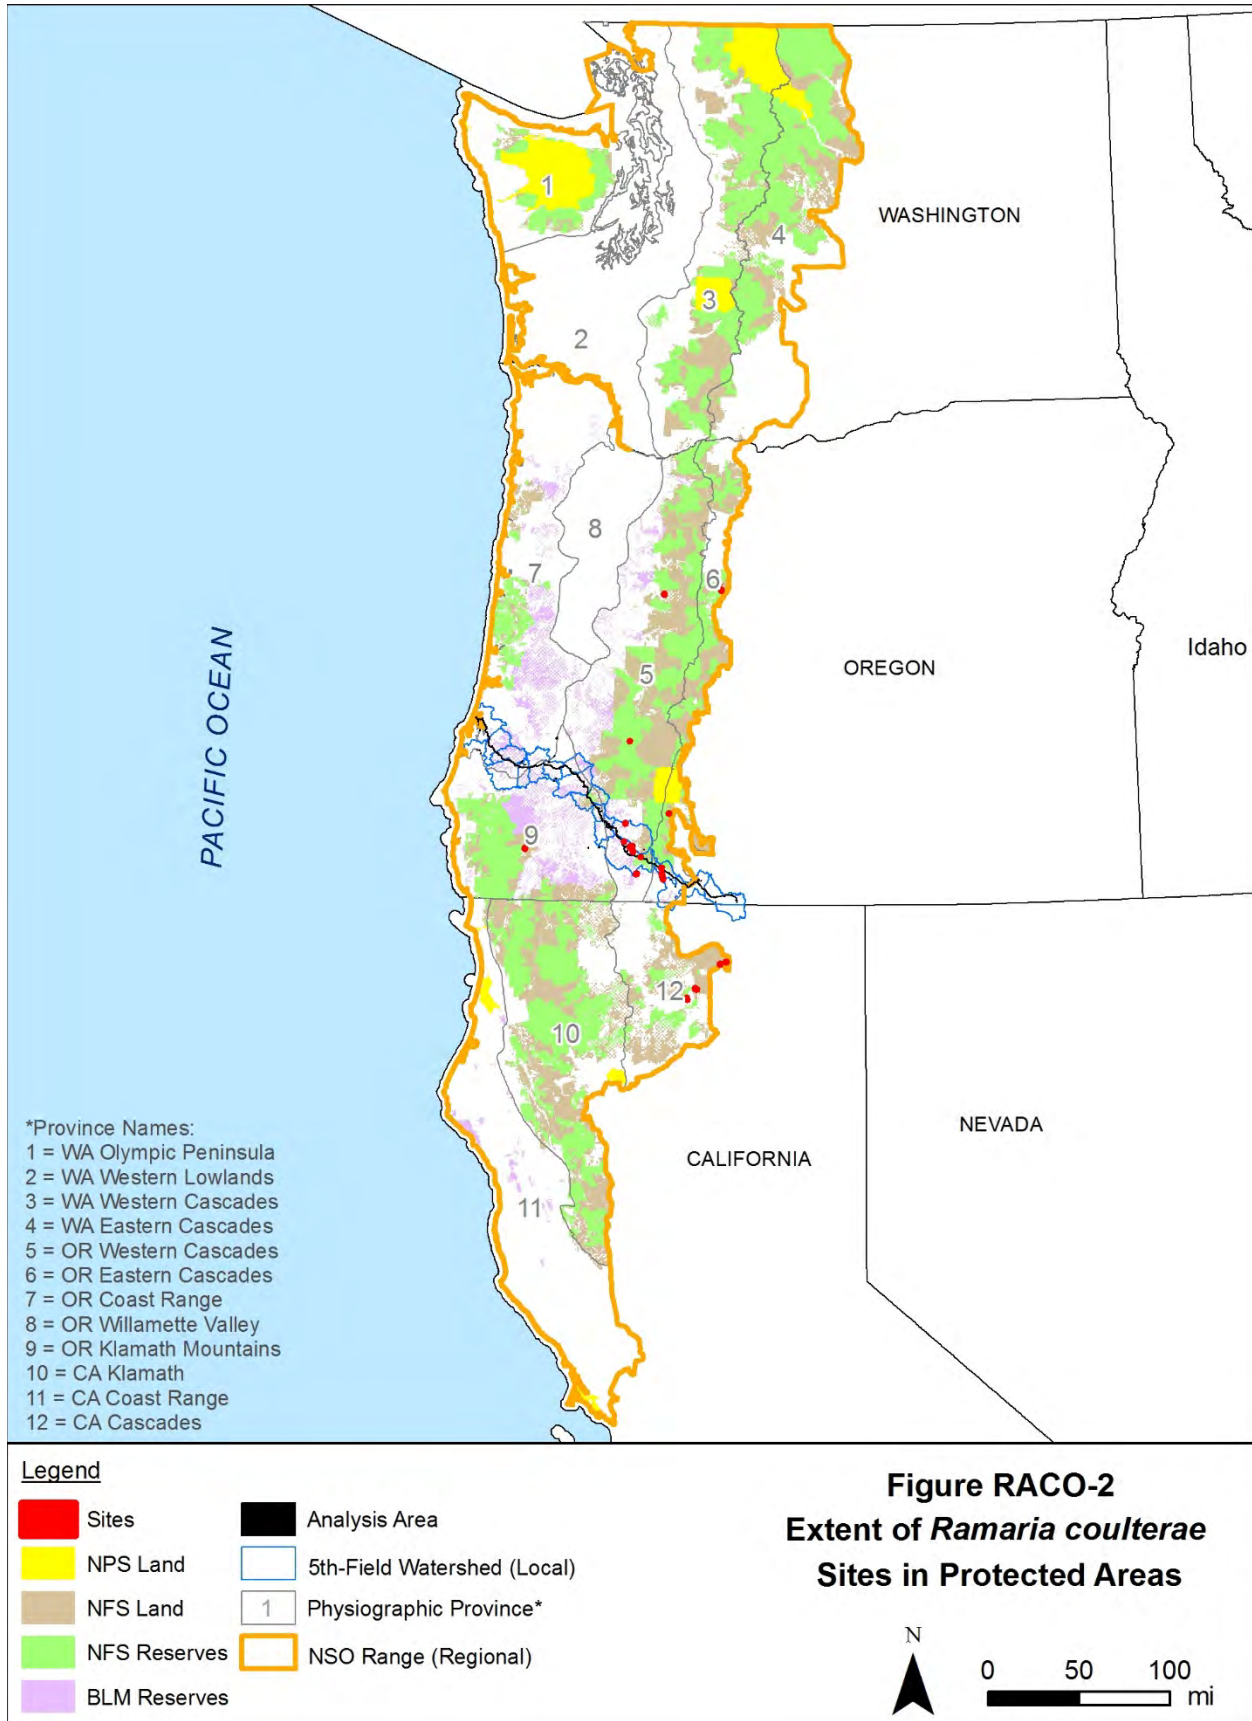 WASHINGTON
1
4
3
2
8
7
6
5
OREGON
Idaho
PACIFIC OCEAN
9
12
10
11
NEVADA
CALIFORNIA
*Province Names:
1 = WA Olympic Peninsula
2 = WA Western Lowlands
3 = WA Western Cascades
4 = WA Eastern Cascades
5 = OR Western Cascades
6 = OR Eastern Cascades
7 = OR Coast Range
8 = OR Willamette Valley
9 = OR Klamath Mountains
10 = CA Klamath
11 = CA Coast Range
12 = CA Cascades
Legend
Sites
NPS Land
NFS Land
NFS Reserves
BLM Reserves
Analysis Area
5th-Field Watershed (Local)
1 Physiographic Province*
NSO Range (Regional)
Figure RACO-2
Extent of Ramaria coulterae
Sites in Protected Areas
N
0 50 100
mi